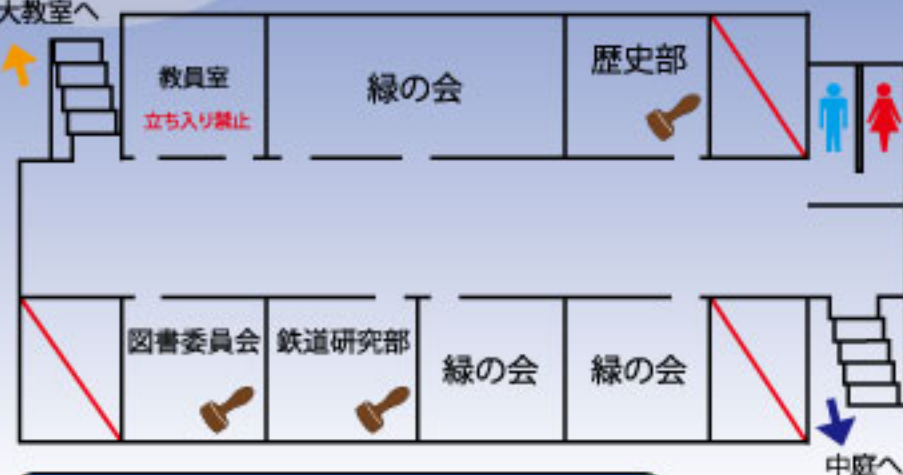 大教室へ
教員室
立ち入り禁止
緑の会
歴史部
図書委員会
鉄道研究部
緑の会
緑の会
中庭へ